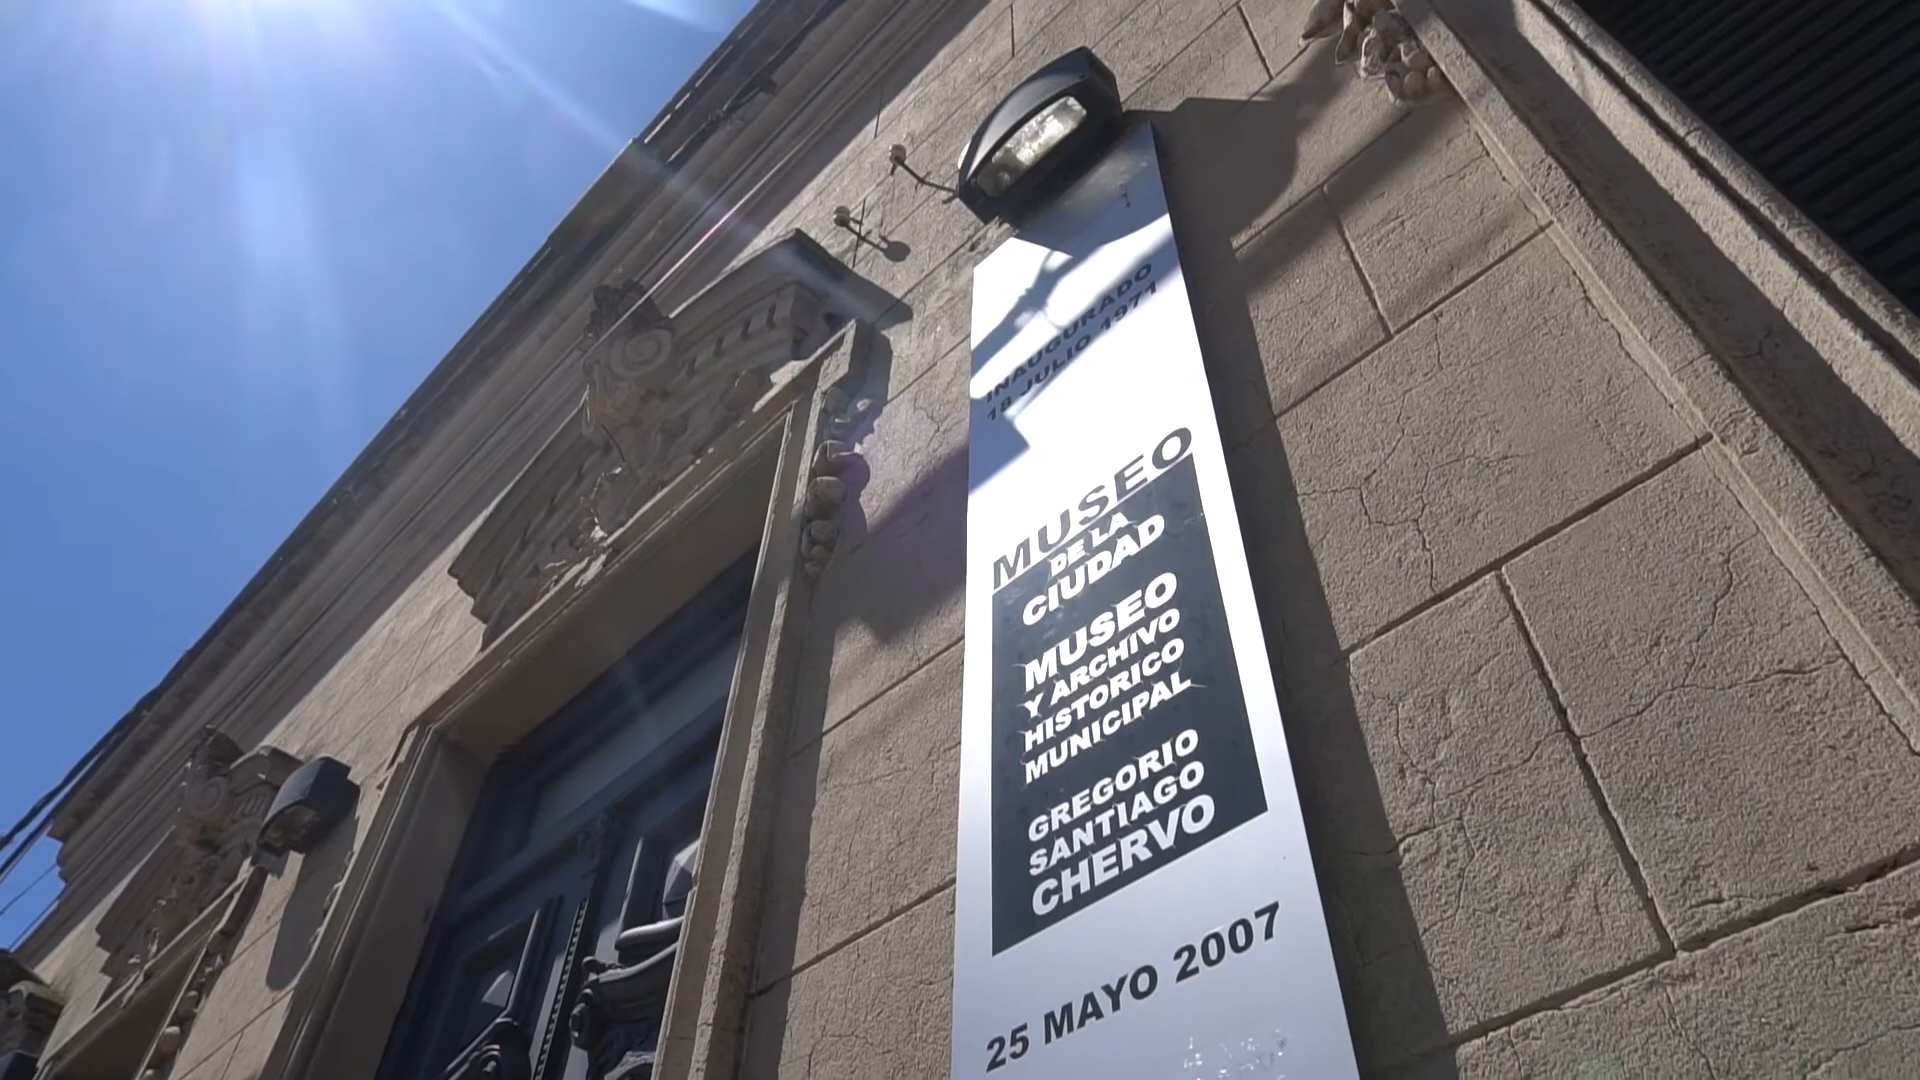 INAUGURADO
18 JULIO 1971
MUSEO
DE LA
CIUDAD
MUSEO
Y ARCHIVO
HISTORICO
MUNICIPAL
GREGORIO
SANTIAGO
CHERVO
25 MAYO 2007